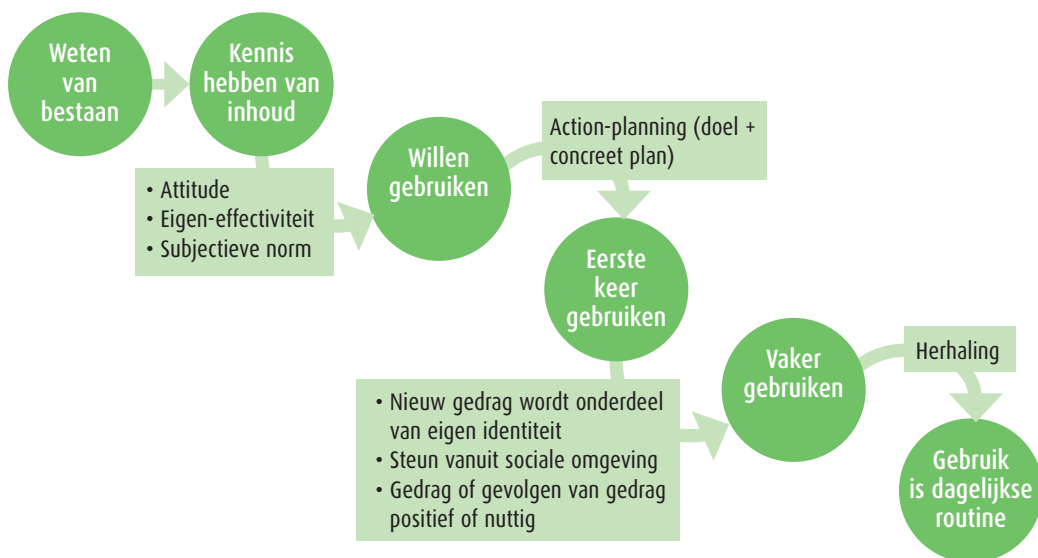 Weten
van
bestaan
Kennis
hebben van
inhoud
• Attitude
• Eigen-effectiviteit
• Subjectieve norm
Willen
gebruiken
Action-planning (doel +
concreet plan)
Eerste
keer
gebruiken
• Nieuw gedrag wordt onderdeel
van eigen identiteit
• Steun vanuit sociale omgeving
• Gedrag of gevolgen van gedrag
positief of nuttig
Vaker
gebruiken
Herhaling
Gebruik
is dagelijkse
routine